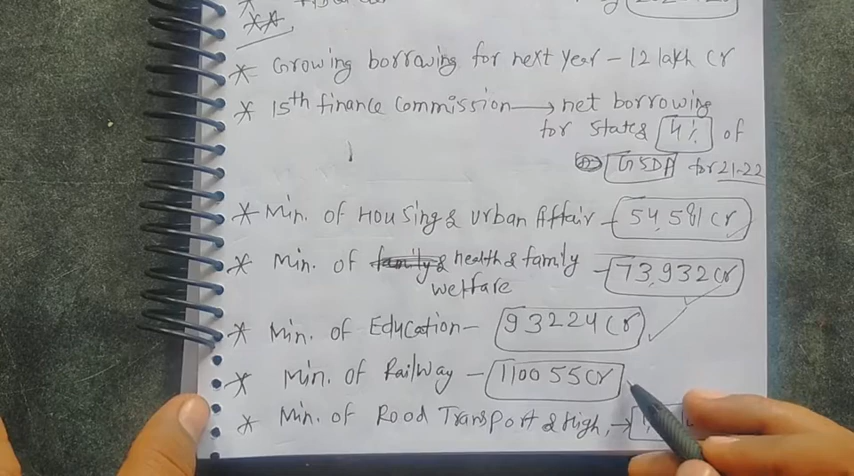 **
* Growing borrowing for next year - 12 lakh Cr
* 15th finance Commission → net borrowing
for states 4% of
GSDP for 21-22
* Min. of Housing & urban Affair - 54,581 cr
* Min. of health & family - 73,932 cr
welfare
* Min. of Education - 93224 Cr
* Min. of Railway - 110055 Cr
* Min. of Road Transport & High, →